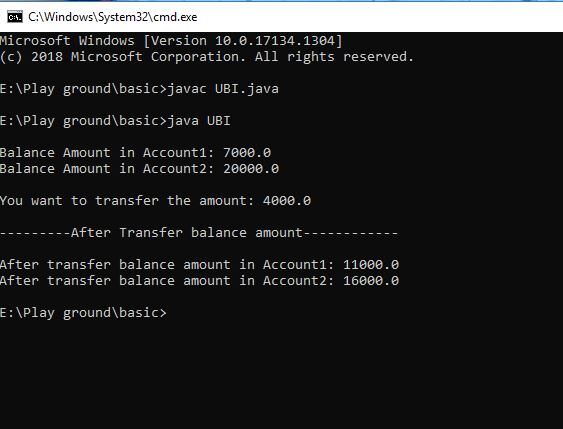 C:\Windows\System32\cmd.exe
Microsoft Windows [Version 10.0.17134.1304]
(c) 2018 Microsoft Corporation. All rights reserved.
E:\Play ground\basic>javac UBI.java
E:\Play ground\basic>java UBI
Balance Amount in Account1: 7000.0
Balance Amount in Account2: 20000.0
You want to transfer the amount: 4000.0
---------After Transfer balance amount------------
After transfer balance amount in Account1: 11000.0
After transfer balance amount in Account2: 16000.0
E:\Play ground\basic>